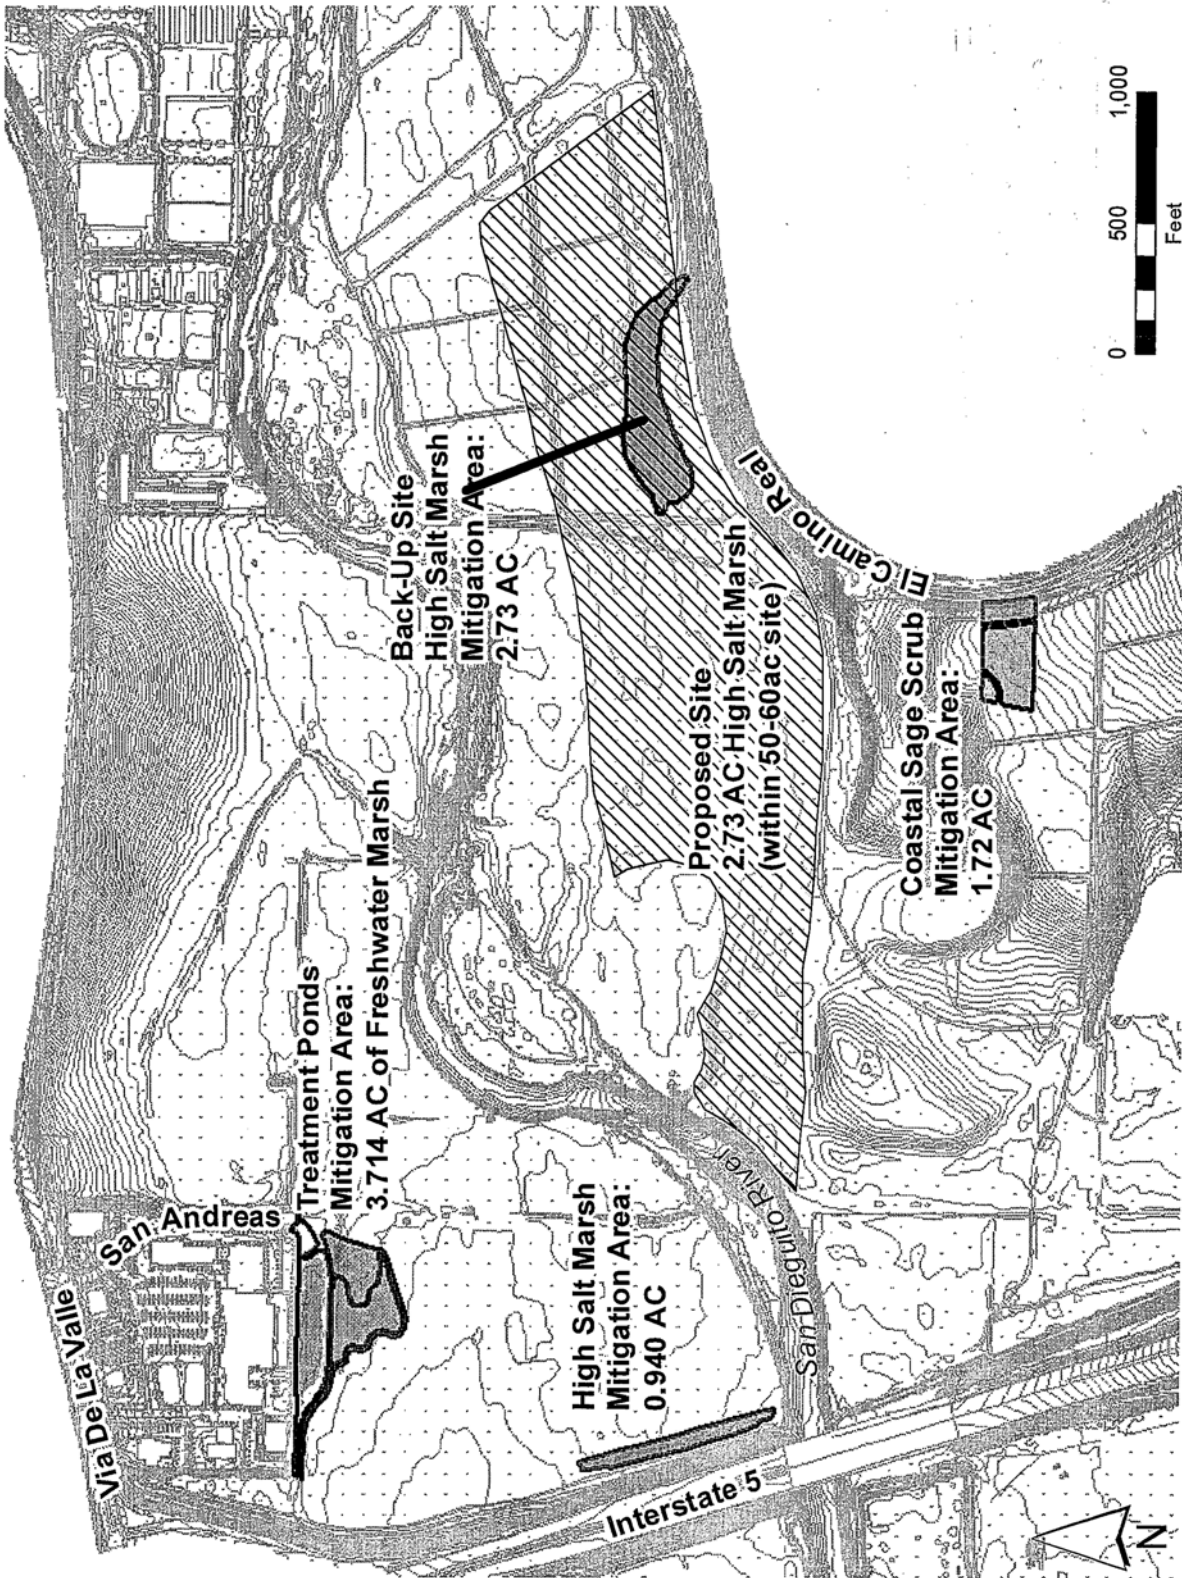 Via De La Valle
San Andreas
Treatment Ponds
Mitigation Area:
3.714 AC of Freshwater Marsh
High Salt Marsh
Mitigation Area:
0.940 AC
Interstate 5
San Dieguito River
Back-Up Site
High Salt Marsh
Mitigation Area:
2.73 AC
Proposed Site
2.73 AC High Salt Marsh
(within 50-60ac site)
El Camino Real
Coastal Sage Scrub
Mitigation Area:
1.72 AC
0 500 1,000
Feet
N